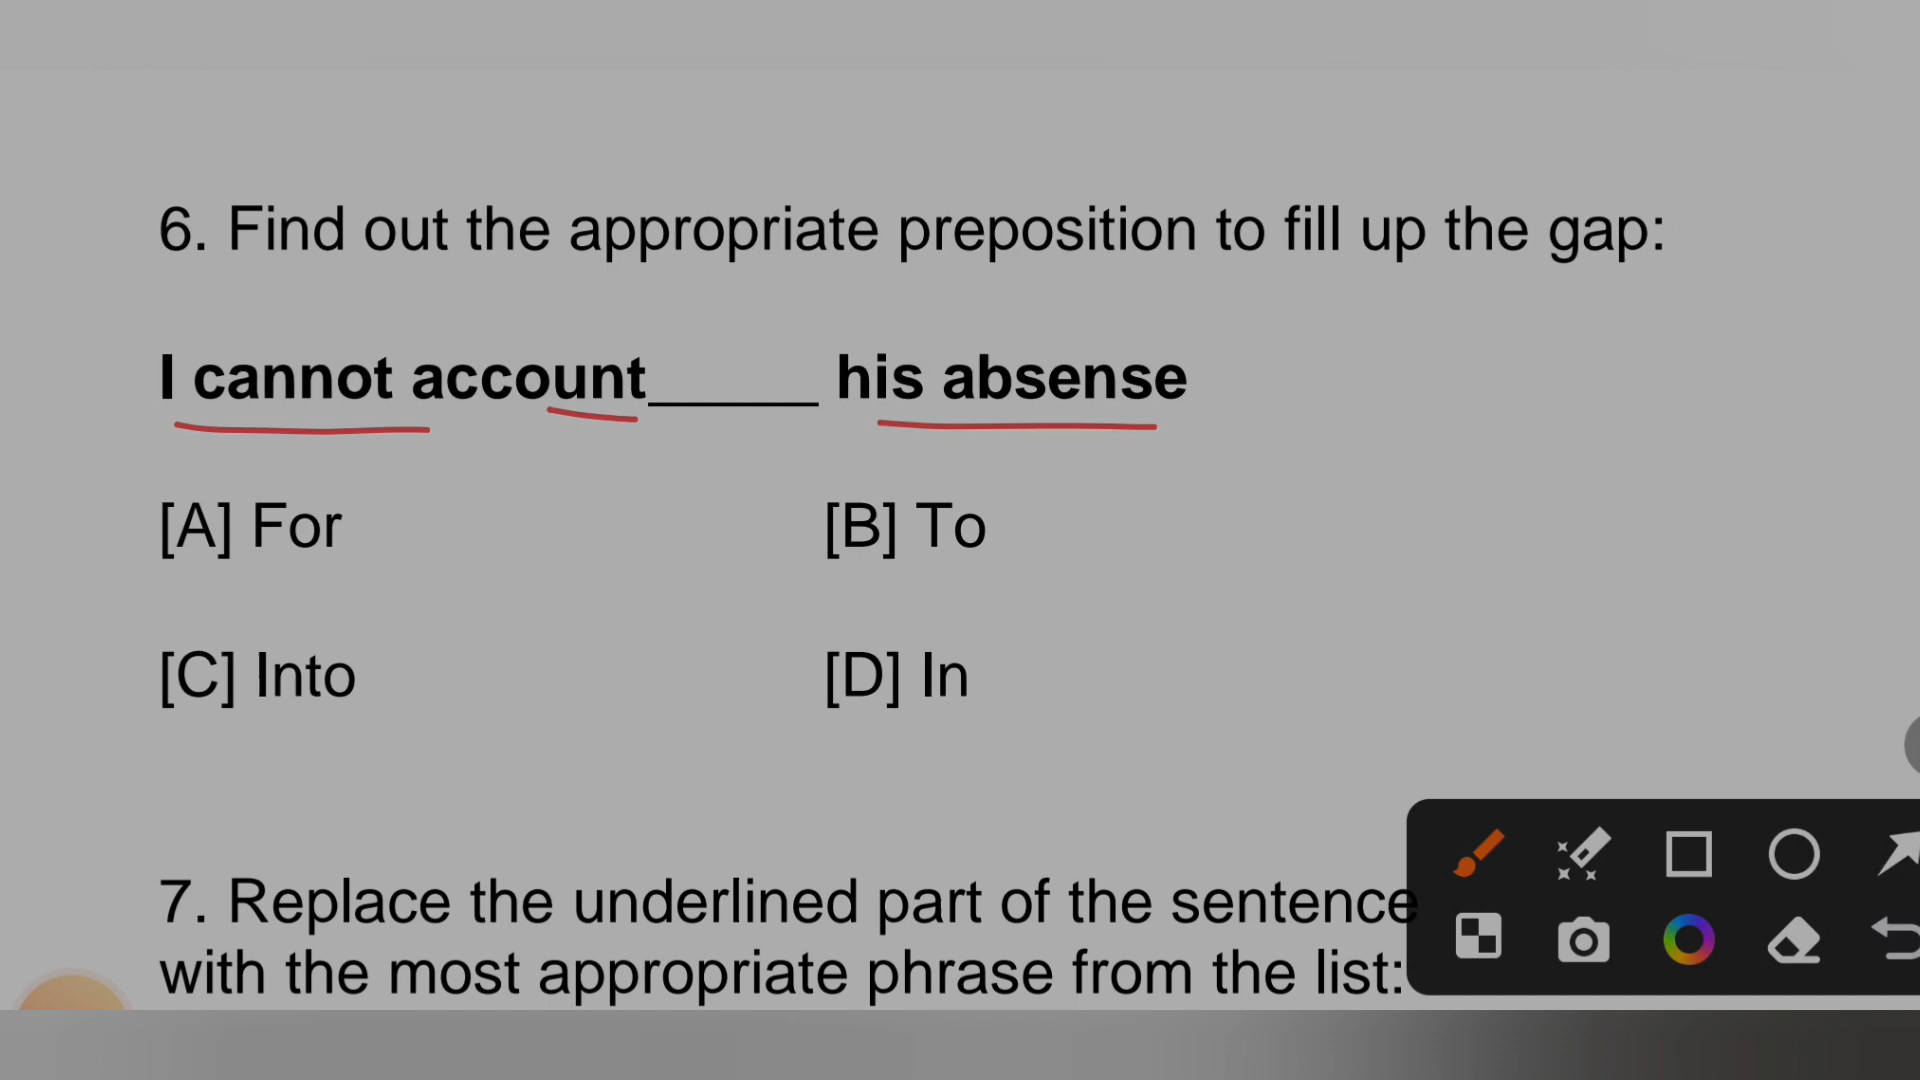 6. Find out the appropriate preposition to fill up the gap:
I cannot account_____ his absense
[A] For [B] To
[C] Into [D] In
7. Replace the underlined part of the sentence
with the most appropriate phrase from the list: